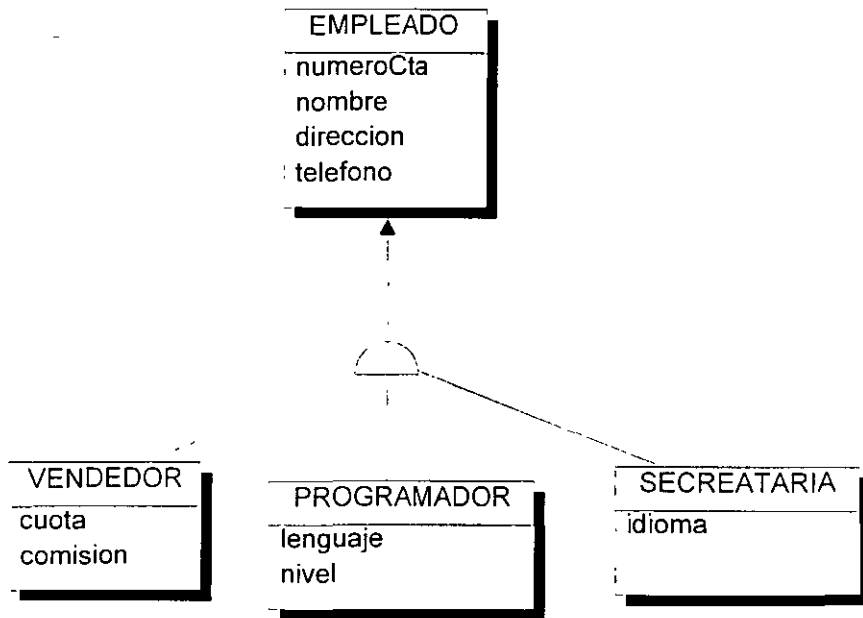 EMPLEADO
numeroCta
nombre
direccion
telefono
VENDEDOR
cuota
comision
PROGRAMADOR
lenguaje
nivel
SECREATARIA
idioma